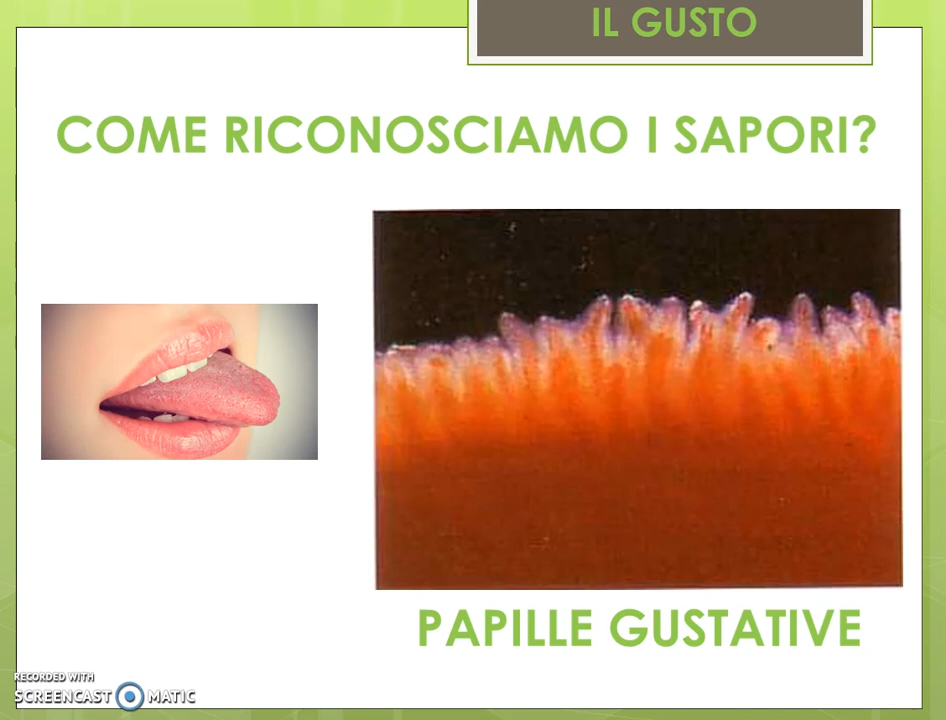 IL GUSTO
COME RICONOSCIAMO I SAPORI?
PAPILLE GUSTATIVE
RECORDED WITH
SCREENCAST MATIC